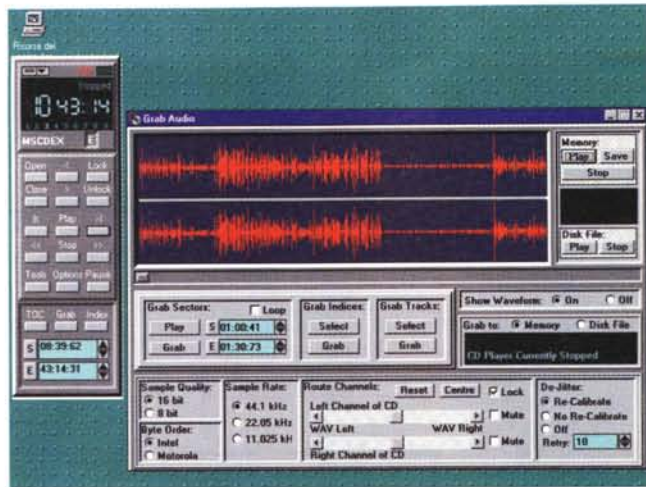 Risorse del
Stopped
10 43:14
MSCDEX
Open
Lock
Close
>
Unlock
Play
>|
<<
Stop
>>
Tools
Options
Pause
TOC
Grab
Index
S 08:39:62
E 43:14:31
Grab Audio
Memory:
Play
Save
Stop
Disk File:
Play
Stop
Grab Sectors:
Loop
Play
S 01:00:41
Grab
E 01:30:73
Grab Indices:
Select
Grab
Grab Tracks:
Select
Grab
Show Waveform:
On
Off
Grab to:
Memory
Disk File
CD Player Currently Stopped
Sample Quality:
16 bit
8 bit
Byte Order:
Intel
Motorola
Sample Rate:
44.1 kHz
22.05 kHz
11.025 kH
Route Channels:
Reset
Centre
Lock
Left Channel of CD
Mute
WAV Left
WAV Right
Mute
Right Channel of CD
De-Jitter:
Re-Calibrate
No Re-Calibrate
Off
Retry: 10